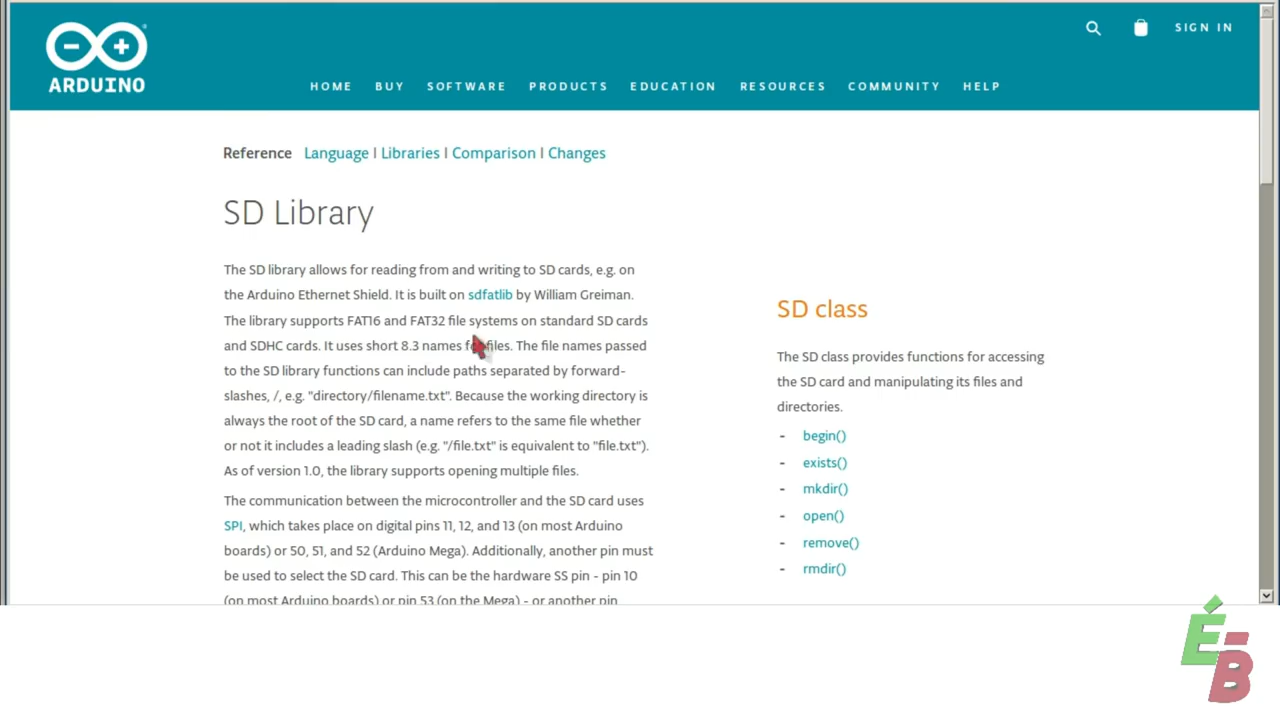 SIGN IN
ARDUINO
HOME BUY SOFTWARE PRODUCTS EDUCATION RESOURCES COMMUNITY HELP
Reference Language | Libraries | Comparison | Changes
SD Library
The SD library allows for reading from and writing to SD cards, e.g. on
the Arduino Ethernet Shield. It is built on sdfatlib by William Greiman.
The library supports FAT16 and FAT32 file systems on standard SD cards
and SDHC cards. It uses short 8.3 names for files. The file names passed
to the SD library functions can include paths separated by forward-
slashes, /, e.g. "directory/filename.txt". Because the working directory is
always the root of the SD card, a name refers to the same file whether
or not it includes a leading slash (e.g. "/file.txt" is equivalent to "file.txt").
As of version 1.0, the library supports opening multiple files.
The communication between the microcontroller and the SD card uses
SPI, which takes place on digital pins 11, 12, and 13 (on most Arduino
boards) or 50, 51, and 52 (Arduino Mega). Additionally, another pin must
be used to select the SD card. This can be the hardware SS pin - pin 10
(on most Arduino boards) or pin 53 (on the Mega) - or another pin
SD class
The SD class provides functions for accessing
the SD card and manipulating its files and
directories.
- begin()
- exists()
- mkdir()
- open()
- remove()
- rmdir()
É
B